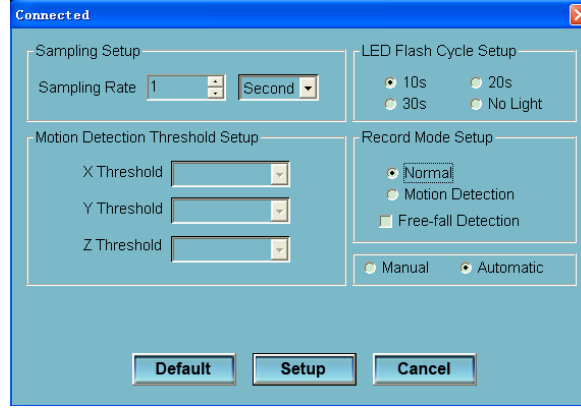 Connected
Sampling Setup
Sampling Rate 1 Second
LED Flash Cycle Setup
10s 20s
30s No Light
Motion Detection Threshold Setup
X Threshold
Y Threshold
Z Threshold
Record Mode Setup
Normal
Motion Detection
Free-fall Detection
Manual Automatic
Default Setup Cancel